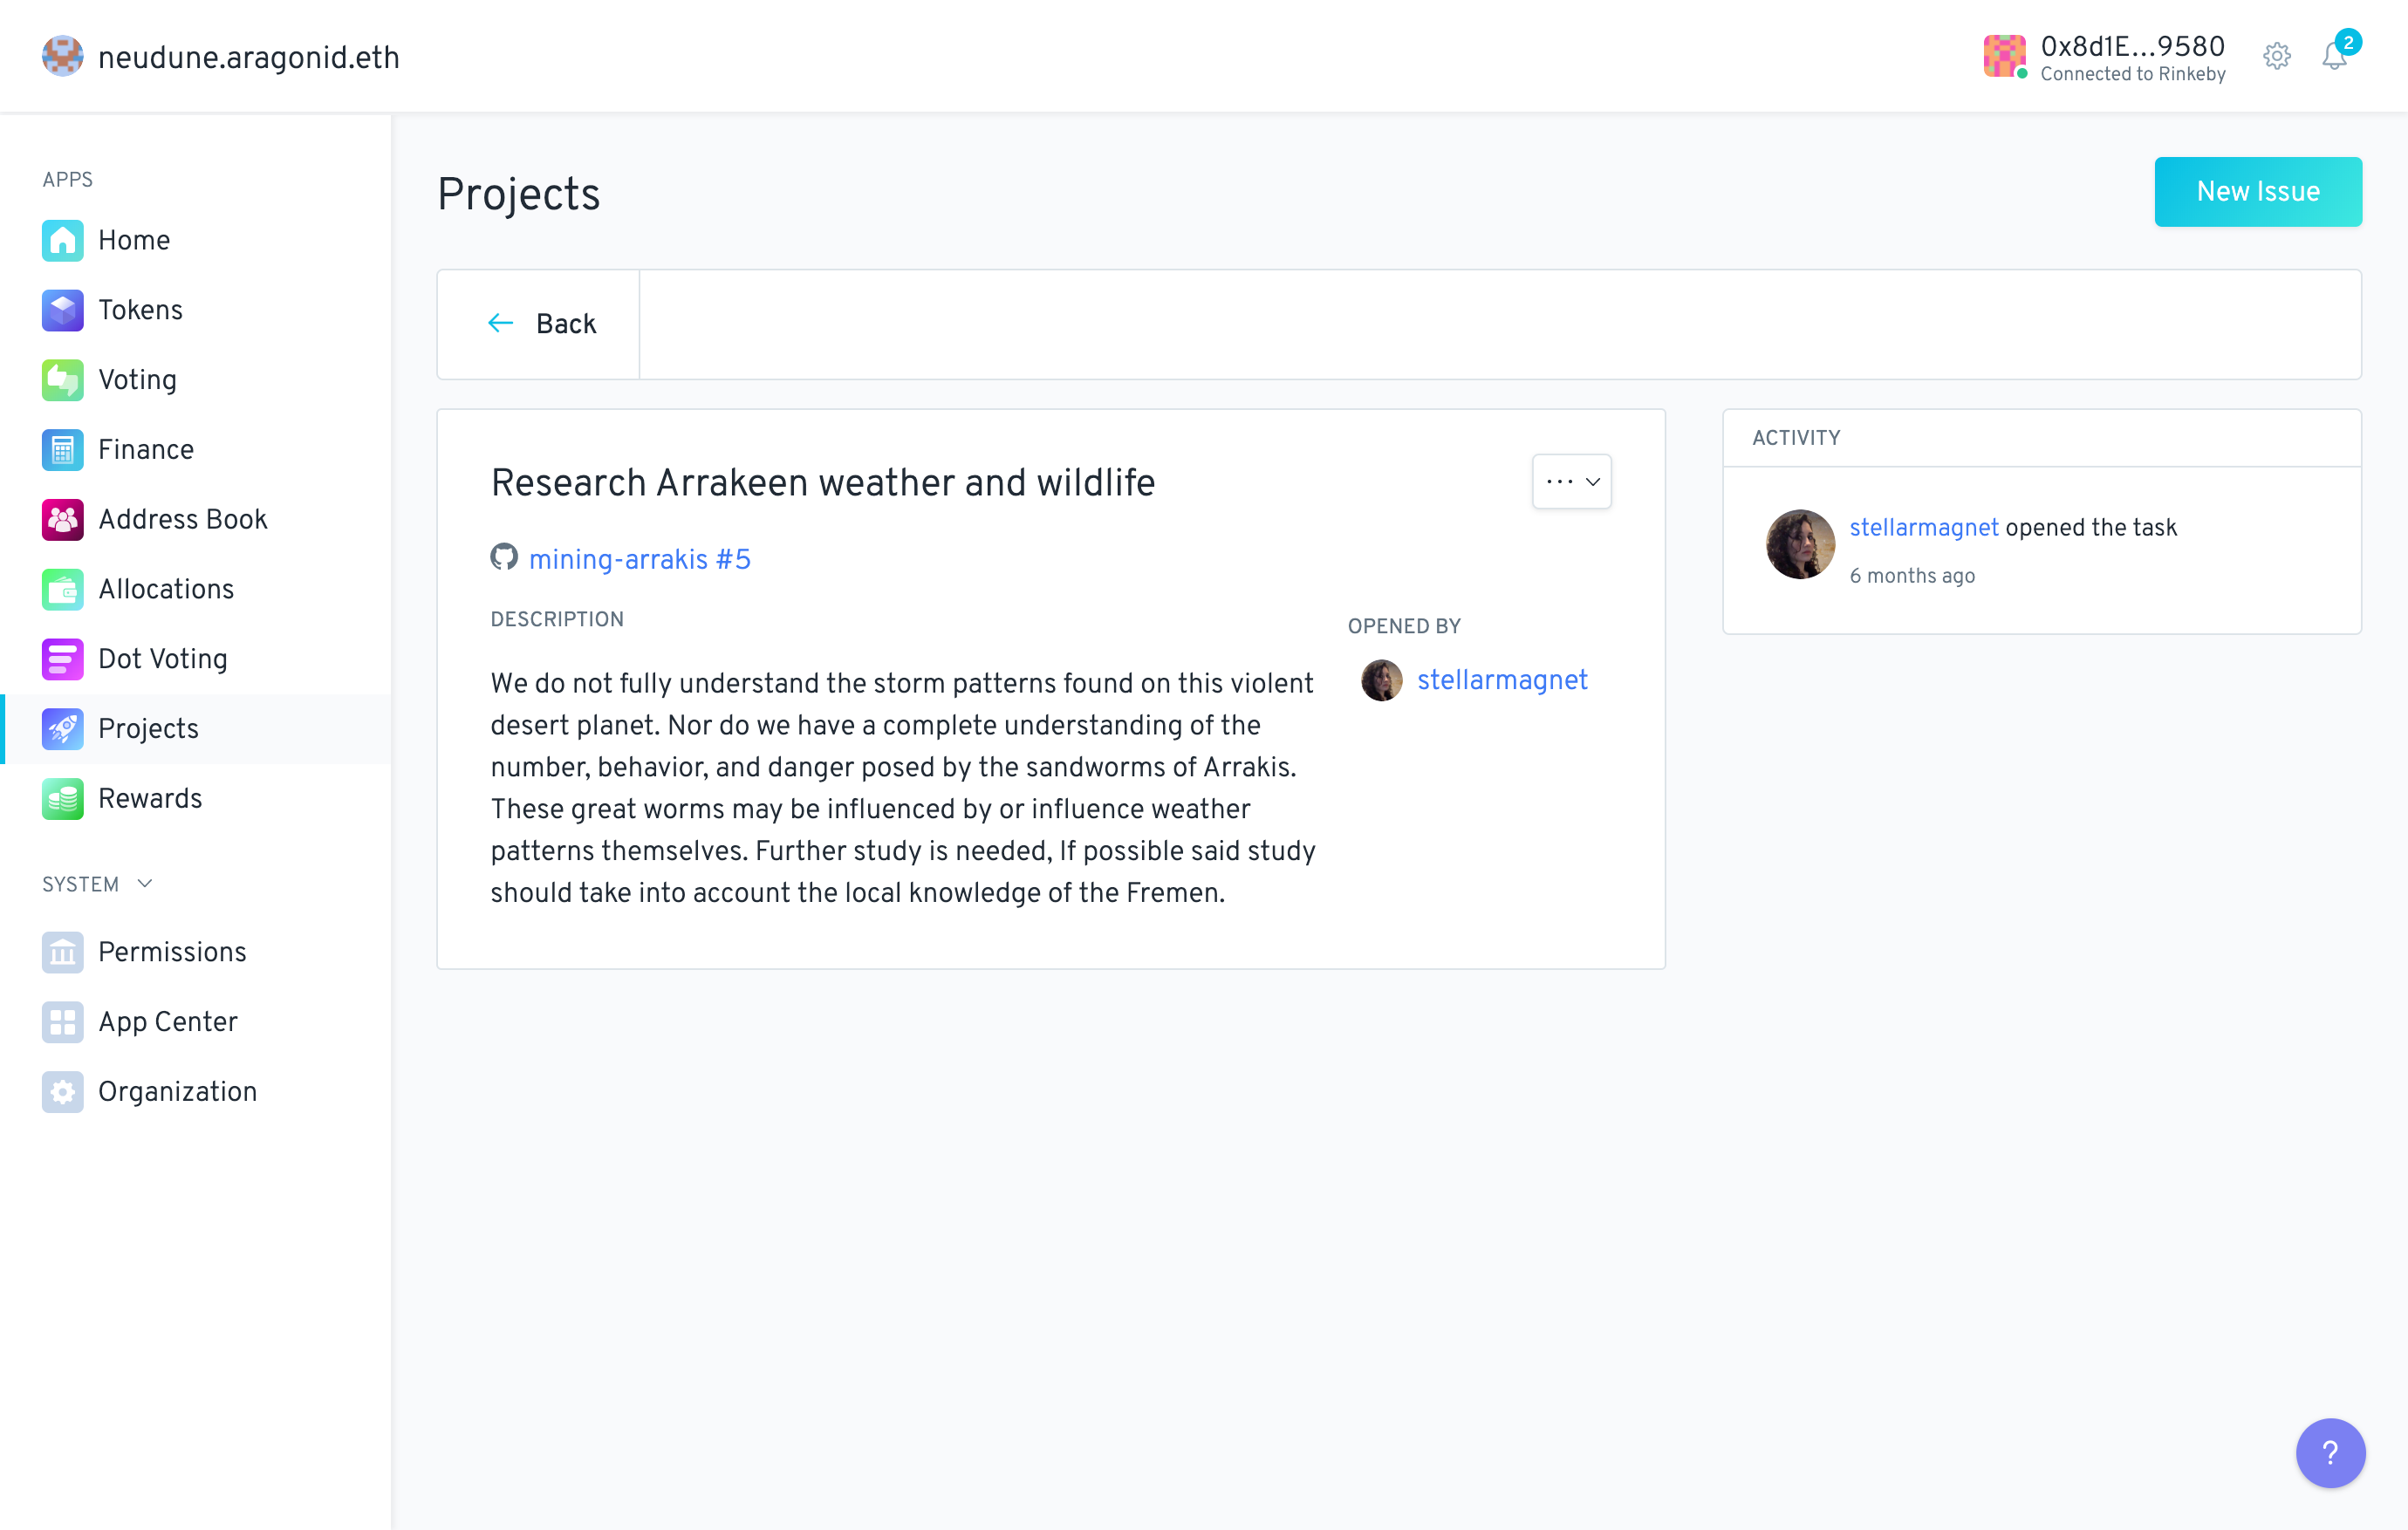 neudune.aragonid.eth
0x8d1E...9580
Connected to Rinkeby
2
APPS
Home
Tokens
Voting
Finance
Address Book
Allocations
Dot Voting
Projects
Rewards
SYSTEM
Permissions
App Center
Organization
Projects
New Issue
Back
Research Arrakeen weather and wildlife
mining-arrakis #5
DESCRIPTION
We do not fully understand the storm patterns found on this violent
desert planet. Nor do we have a complete understanding of the
number, behavior, and danger posed by the sandworms of Arrakis.
These great worms may be influenced by or influence weather
patterns themselves. Further study is needed, If possible said study
should take into account the local knowledge of the Fremen.
OPENED BY
stellarmagnet
ACTIVITY
stellarmagnet opened the task
6 months ago
?